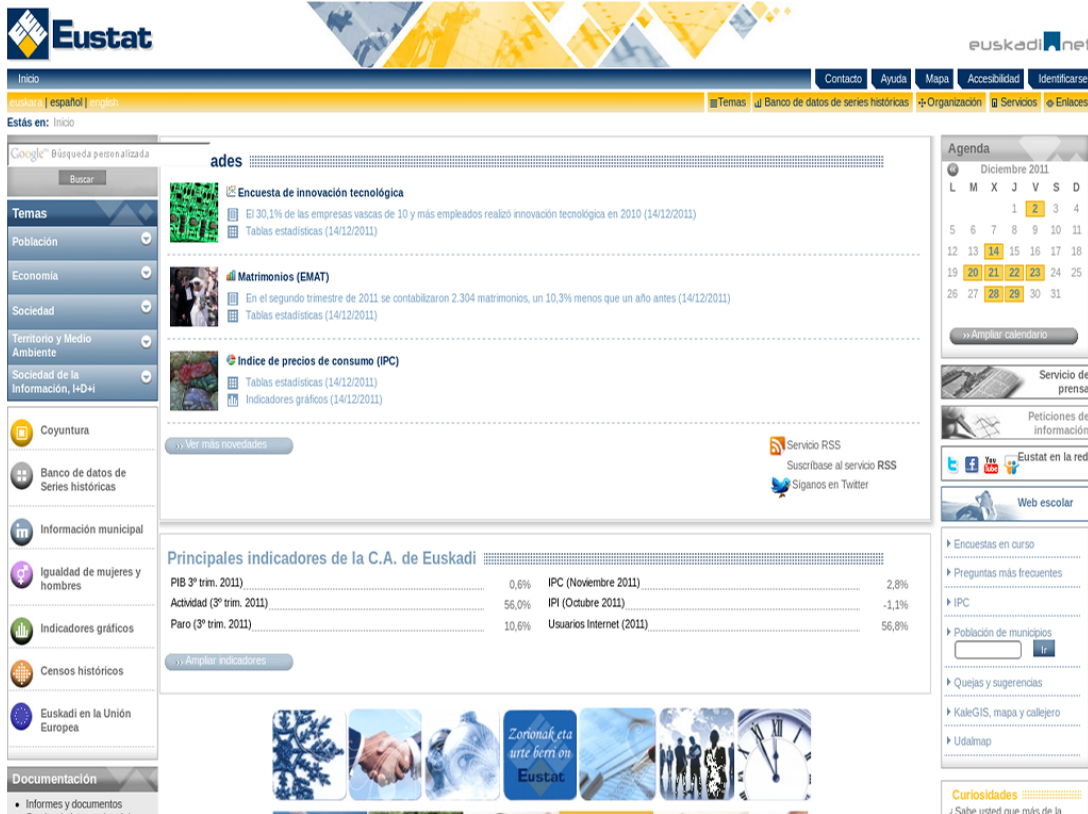 Eustat
euskadi net
Inicio
Contacto Ayuda Mapa Accesibilidad Identificarse
euskara | español | english
Temas Banco de datos de series históricas Organización Servicios Enlaces
Estás en: Inicio
Google™ Búsqueda personalizada
Buscar
Temas
Población
Economía
Sociedad
Territorio y Medio
Ambiente
Sociedad de la
Información, I+D+i
Coyuntura
Banco de datos de
Series históricas
Información municipal
Igualdad de mujeres y
hombres
Indicadores gráficos
Censos históricos
Euskadi en la Unión
Europea
Documentación
Informes y documentos
ades
Encuesta de innovación tecnológica
El 30,1% de las empresas vascas de 10 y más empleados realizó innovación tecnológica en 2010 (14/12/2011)
Tablas estadísticas (14/12/2011)
Matrimonios (EMAT)
En el segundo trimestre de 2011 se contabilizaron 2.304 matrimonios, un 10,3% menos que un año antes (14/12/2011)
Tablas estadísticas (14/12/2011)
Indice de precios de consumo (IPC)
Tablas estadísticas (14/12/2011)
Indicadores gráficos (14/12/2011)
›› Ver más novedades
Servicio RSS
Suscríbase al servicio RSS
Síganos en Twitter
Principales indicadores de la C.A. de Euskadi
PIB 3º trim. 2011) 0,6% IPC (Noviembre 2011) 2,8%
Actividad (3º trim. 2011) 56,0% IPI (Octubre 2011) -1,1%
Paro (3º trim. 2011) 10,6% Usuarios Internet (2011) 56,8%
›› Ampliar indicadores
Zorionak eta
urte berri on
Eustat
Agenda
Diciembre 2011
L M X J V S D
1 2 3 4
5 6 7 8 9 10 11
12 13 14 15 16 17 18
19 20 21 22 23 24 25
26 27 28 29 30 31
›› Ampliar calendario
Servicio de
prensa
Peticiones de
información
You Tube
Eustat en la red
Web escolar
Encuestas en curso
Preguntas más frecuentes
IPC
Población de municipios
Ir
Quejas y sugerencias
KaleGIS, mapa y callejero
Udalmap
Curiosidades
¿Sabe usted que más de la